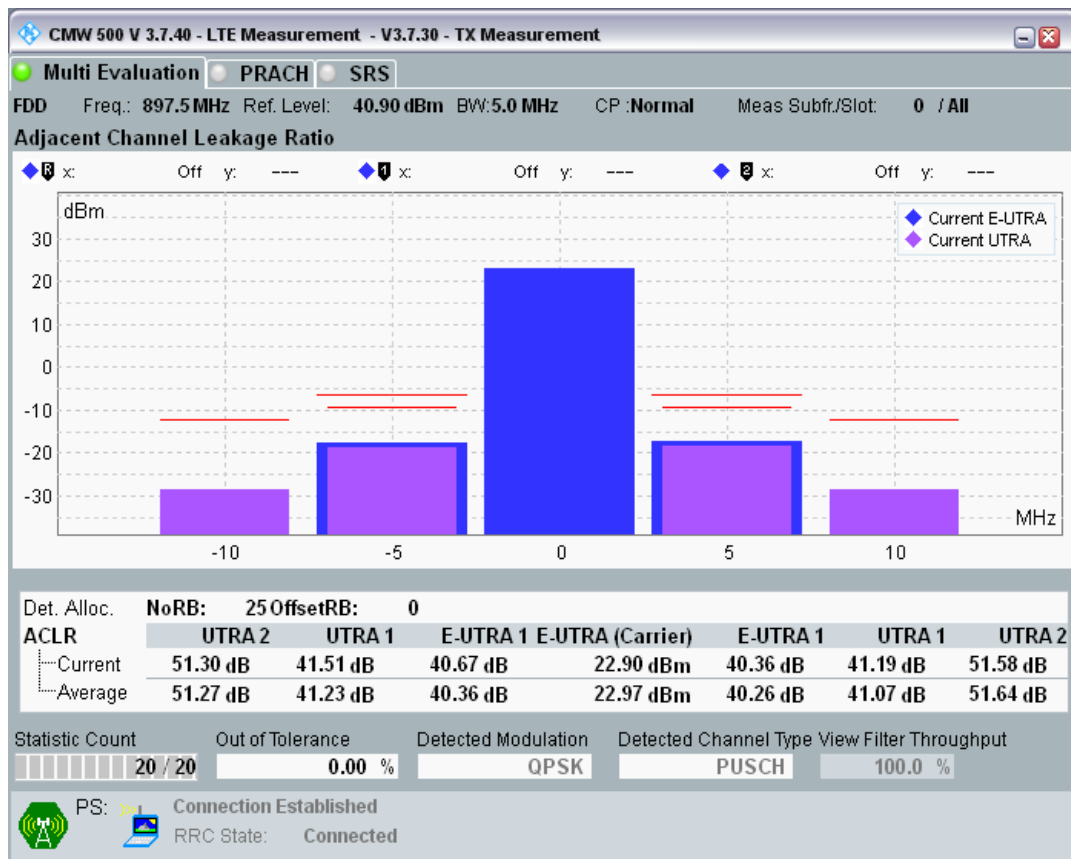 CMW 500 V 3.7.40 - LTE Measurement - V3.7.30 - TX Measurement
Multi Evaluation PRACH SRS
FDD Freq.: 897.5 MHz Ref. Level: 40.90 dBm BW:5.0 MHz CP :Normal Meas Subfr./Slot: 0 / All
Adjacent Channel Leakage Ratio
R x: Off y: --- 1 x: Off y: --- 2 x: Off y: ---
dBm
Current E-UTRA
Current UTRA
30
20
10
0
-10
-20
-30
MHz
-10 -5 0 5 10
Det. Alloc. NoRB: 25 OffsetRB: 0
ACLR UTRA 2 UTRA 1 E-UTRA 1 E-UTRA (Carrier) E-UTRA 1 UTRA 1 UTRA 2
Current 51.30 dB 41.51 dB 40.67 dB 22.90 dBm 40.36 dB 41.19 dB 51.58 dB
Average 51.27 dB 41.23 dB 40.36 dB 22.97 dBm 40.26 dB 41.07 dB 51.64 dB
Statistic Count Out of Tolerance Detected Modulation Detected Channel Type View Filter Throughput
20 / 20 0.00 % QPSK PUSCH 100.0 %
PS: Connection Established
RRC State: Connected